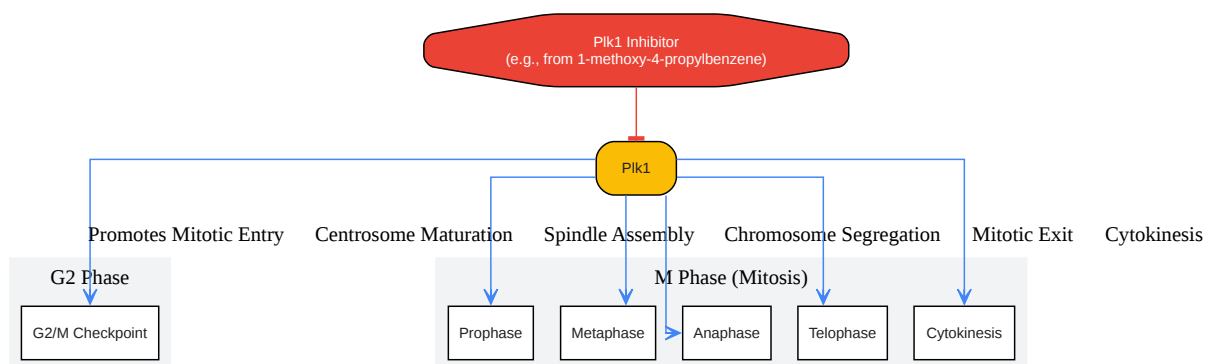 Plk1 Inhibitor
(e.g., from 1-methoxy-4-propylbenzene)
Plk1
Promotes Mitotic Entry
Centrosome Maturation
Spindle Assembly
Chromosome Segregation
Mitotic Exit
Cytokinesis
G2 Phase
M Phase (Mitosis)
G2/M Checkpoint
Prophase
Metaphase
Anaphase
Telophase
Cytokinesis